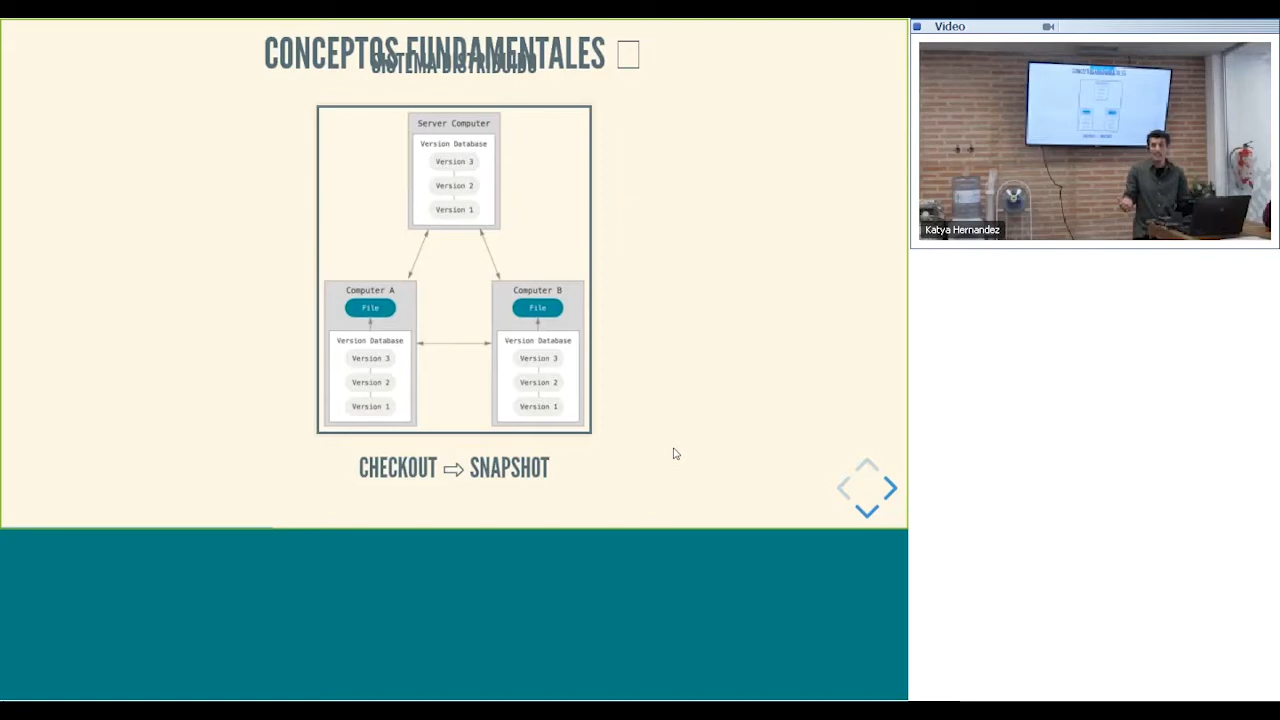 CONCEPTOS FUNDAMENTALES
SISTEMA DISTRIBUIDO
Server Computer
Version Database
Version 3
Version 2
Version 1
Computer A
File
Version Database
Version 3
Version 2
Version 1
Computer B
File
Version Database
Version 3
Version 2
Version 1
CHECKOUT ⇨ SNAPSHOT
Video
Katya Hernandez